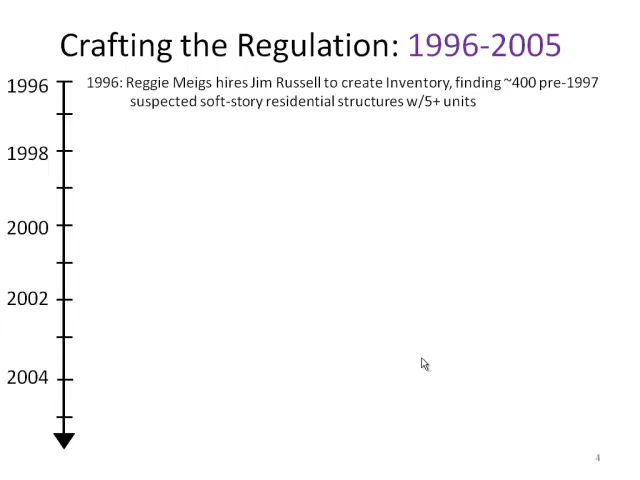 Crafting the Regulation: 1996-2005
1996
1996: Reggie Meigs hires Jim Russell to create Inventory, finding ~400 pre-1997
suspected soft-story residential structures w/5+ units
1998
2000
2002
2004
4